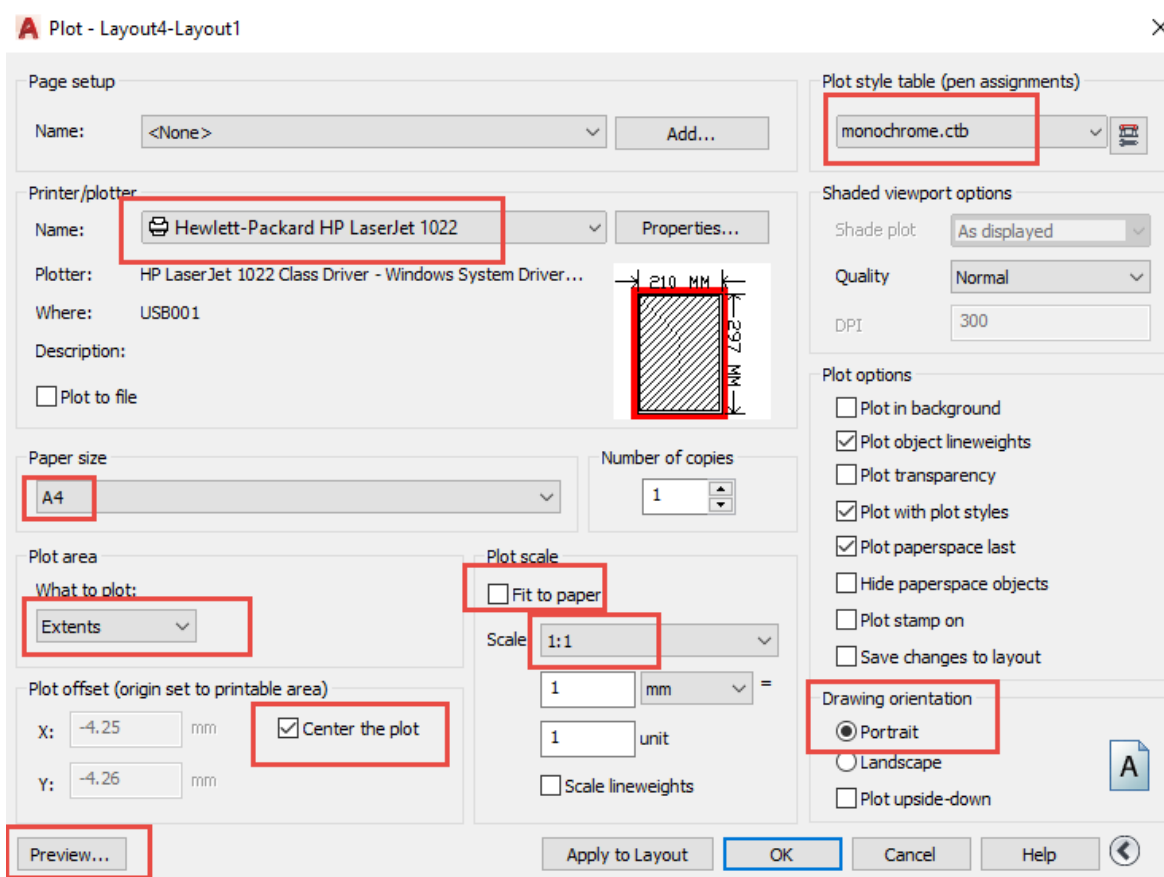 Plot - Layout4-Layout1
Page setup
Name: <None> Add...
Printer/plotter
Name: Hewlett-Packard HP LaserJet 1022 Properties...
Plotter: HP LaserJet 1022 Class Driver - Windows System Driver...
Where: USB001
Description:
Plot to file
210 MM
297 MM
Paper size
A4
Number of copies
1
Plot area
What to plot:
Extents
Plot offset (origin set to printable area)
X: -4.25 mm
Center the plot
Y: -4.26 mm
Plot scale
Fit to paper
Scale 1:1
1 mm =
1 unit
Scale lineweights
Plot style table (pen assignments)
monochrome.ctb
Shaded viewport options
Shade plot As displayed
Quality Normal
DPI 300
Plot options
Plot in background
Plot object lineweights
Plot transparency
Plot with plot styles
Plot paperspace last
Hide paperspace objects
Plot stamp on
Save changes to layout
Drawing orientation
Portrait
Landscape
Plot upside-down
A
Preview... Apply to Layout OK Cancel Help